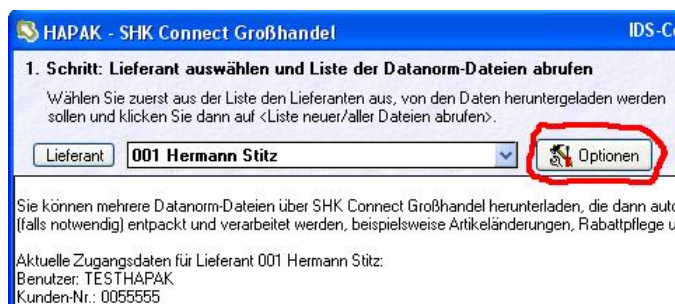 HAPAK - SHK Connect Großhandel IDS-Co
1. Schritt: Lieferant auswählen und Liste der Datanorm-Dateien abrufen
Wählen Sie zuerst aus der Liste den Lieferanten aus, von den Daten heruntergeladen werden
sollen und klicken Sie dann auf <Liste neuer/aller Dateien abrufen>.
Lieferant 001 Hermann Stitz Optionen
Sie können mehrere Datanorm-Dateien über SHK Connect Großhandel herunterladen, die dann auto
(falls notwendig) entpackt und verarbeitet werden, beispielsweise Artikeländerungen, Rabattpflege u
Aktuelle Zugangsdaten für Lieferant 001 Hermann Stitz:
Benutzer: TESTHAPAK
Kunden-Nr.: 0055555